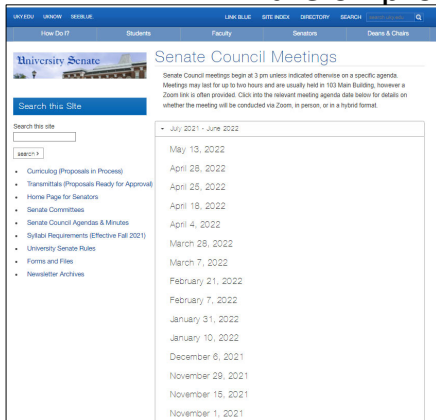 UKY.EDU UKNOW SEEBLUE. LINK BLUE SITE INDEX DIRECTORY SEARCH
How Do I? Students Faculty Senators Deans & Chairs
University Senate
Search this Site
Search this site
search >
Curriculog (Proposals in Process)
Transmittals (Proposals Ready for Approval)
Home Page for Senators
Senate Committees
Senate Council Agendas & Minutes
Syllabi Requirements (Effective Fall 2021)
University Senate Rules
Forms and Files
Newsletter Archives
Senate Council Meetings
Senate Council meetings begin at 3 pm unless indicated otherwise on a specific agenda.
Meetings may last for up to two hours and are usually held in 103 Main Building, however a
Zoom link is often provided. Click into the relevant meeting agenda date below for details on
whether the meeting will be conducted via Zoom, in person, or in a hybrid format.
July 2021 - June 2022
May 13, 2022
April 28, 2022
April 25, 2022
April 18, 2022
April 4, 2022
March 28, 2022
March 7, 2022
February 21, 2022
February 7, 2022
January 31, 2022
January 10, 2022
December 6, 2021
November 29, 2021
November 15, 2021
November 1, 2021